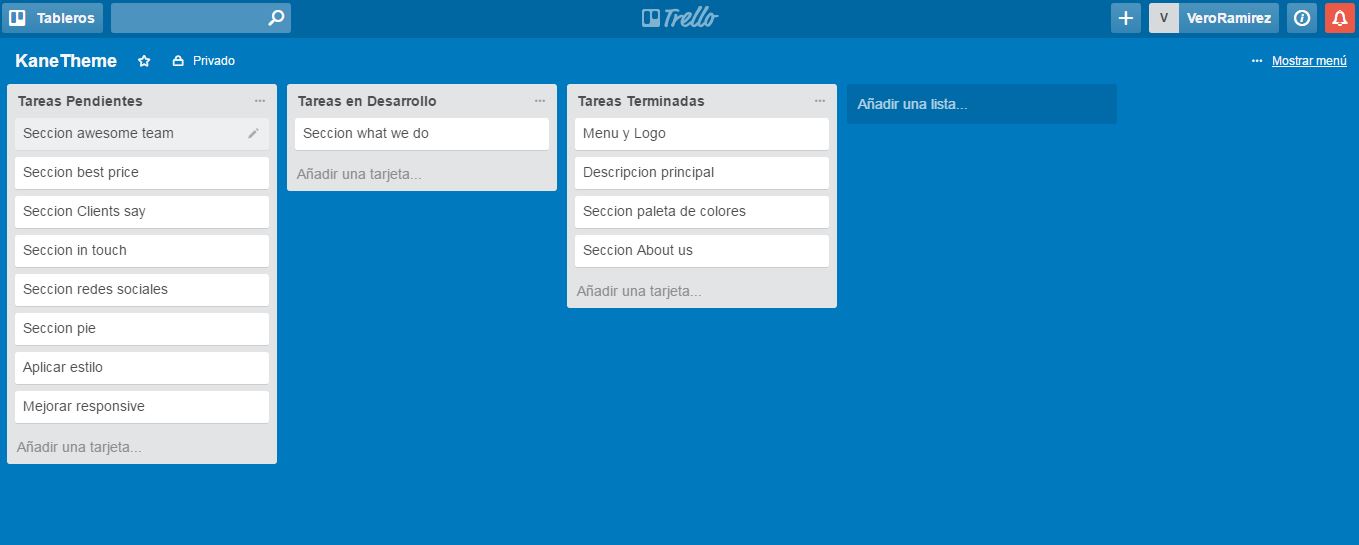 Tableros
Trello
V VeroRamirez
KaneTheme
Privado
Mostrar menú
Tareas Pendientes
Seccion awesome team
Seccion best price
Seccion Clients say
Seccion in touch
Seccion redes sociales
Seccion pie
Aplicar estilo
Mejorar responsive
Añadir una tarjeta...
Tareas en Desarrollo
Seccion what we do
Añadir una tarjeta...
Tareas Terminadas
Menu y Logo
Descripcion principal
Seccion paleta de colores
Seccion About us
Añadir una tarjeta...
Añadir una lista...